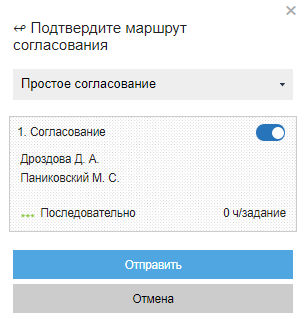 Подтвердите маршрут
согласования
Простое согласование
1. Согласование
Дроздова Д. А.
Паниковский М. С.
Последовательно 0 ч/задание
Отправить
Отмена